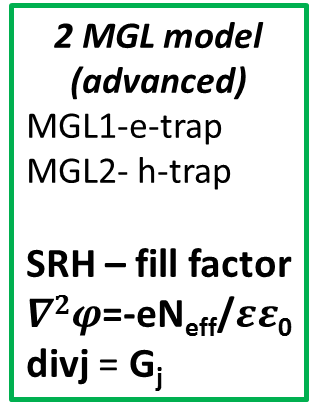 2 MGL model
(advanced)
MGL1-e-trap
MGL2- h-trap
SRH – fill factor
∇²φ=-eNeff/εε0
divj = Gj